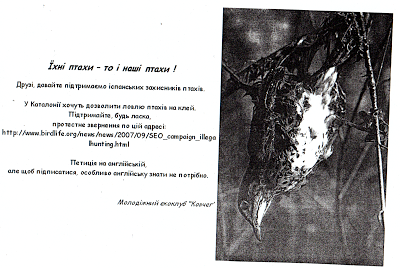 Їхні птахи – то і наші птахи !
Друзі, давайте підтримаємо іспанських захисників птахів.
У Каталонії хочуть дозволити ловлю птахів на клей.
Підтримайте, будь ласка,
протестне звернення по цій адресі:
http://www.birdlife.org/news/news/2007/09/SEO_campaign_illega
lhunting.html
Петиція на англійській,
але щоб підписатися, особливо англійську знати не потрібно.
Молодіжний екоклуб "Ковчег"